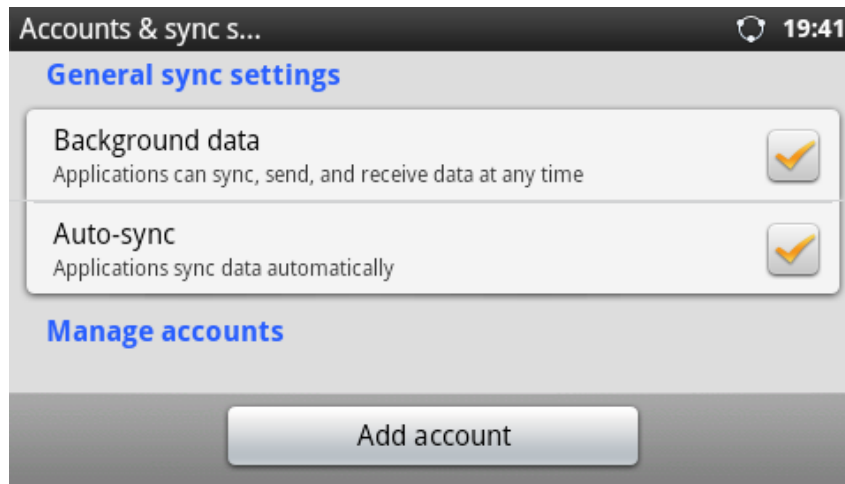 Accounts & sync s...
19:41
General sync settings
Background data
Applications can sync, send, and receive data at any time
Auto-sync
Applications sync data automatically
Manage accounts
Add account